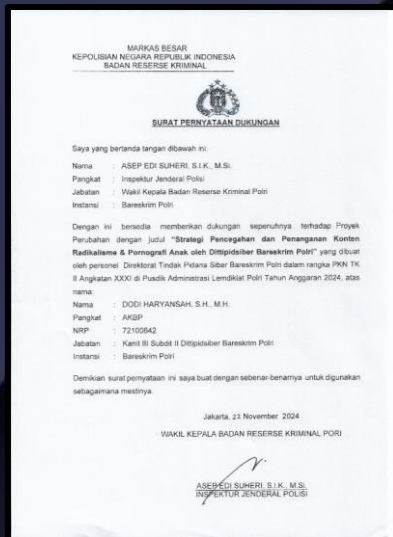 MARKAS BESAR
KEPOLISIAN NEGARA REPUBLIK INDONESIA
BADAN RESERSE KRIMINAL
SURAT PERNYATAAN DUKUNGAN
Saya yang bertanda tangan dibawah ini:
Nama : ASEP EDI SUHERI, S.I.K., M.Si.
Pangkat : Inspektur Jenderal Polisi
Jabatan : Wakil Kepala Badan Reserse Kriminal Polri
Instansi : Bareskrim Polri
Dengan ini bersedia memberikan dukungan sepenuhnya terhadap Proyek
Perubahan dengan judul "Strategi Pencegahan dan Penanganan Konten
Radikalisme & Pornografi Anak oleh Dittipidsiber Bareskrim Polri" yang dibuat
oleh personel Direktorat Tindak Pidana Siber Bareskrim Polri dalam rangka PKN TK
II Angkatan XXXI di Pusdik Administrasi Lemdiklat Polri Tahun Anggaran 2024, atas
nama:
Nama : DODI HARYANSAH, S.H., M.H.
Pangkat : AKBP
NRP : 72100642
Jabatan : Kanit III Subdit II Dittipidsiber Bareskrim Polri
Instansi : Bareskrim Polri
Demikian surat pernyataan ini saya buat dengan sebenar-benarnya untuk digunakan
sebagaimana mestinya.
Jakarta, 21 November 2024
WAKIL KEPALA BADAN RESERSE KRIMINAL PORI
ASEP EDI SUHERI, S.I.K., M.Si.
INSPEKTUR JENDERAL POLISI